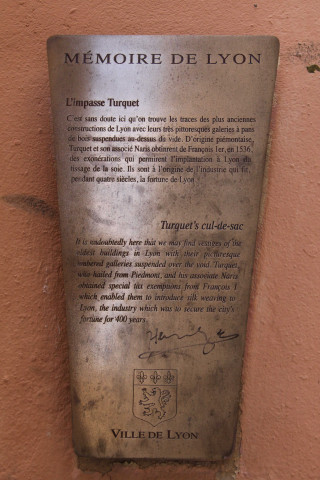 MÉMOIRE DE LYON
L'impasse Turquet
C'est sans doute ici qu'on trouve les traces des plus anciennes
constructions de Lyon avec leurs très pittoresques galeries à pans
de bois suspendues au-dessus du vide. D'origine piémontaise,
Turquet et son associé Naris obtinrent de François Ier, en 1536,
des exonérations qui permirent l'implantation à Lyon du
tissage de la soie. Ils sont à l'origine de l'industrie qui fit,
pendant quatre siècles, la fortune de Lyon
Turquet's cul-de-sac
It is undoubtedly here that we may find vestiges of the
oldest buildings in Lyon with their picturesque
timbered galleries suspended over the void. Turquet,
who hailed from Piedmont, and his associate Naris
obtained special tax exemptions from François I
which enabled them to introduce silk weaving to
Lyon, the industry which was to secure the city's
fortune for 400 years.
VILLE DE LYON